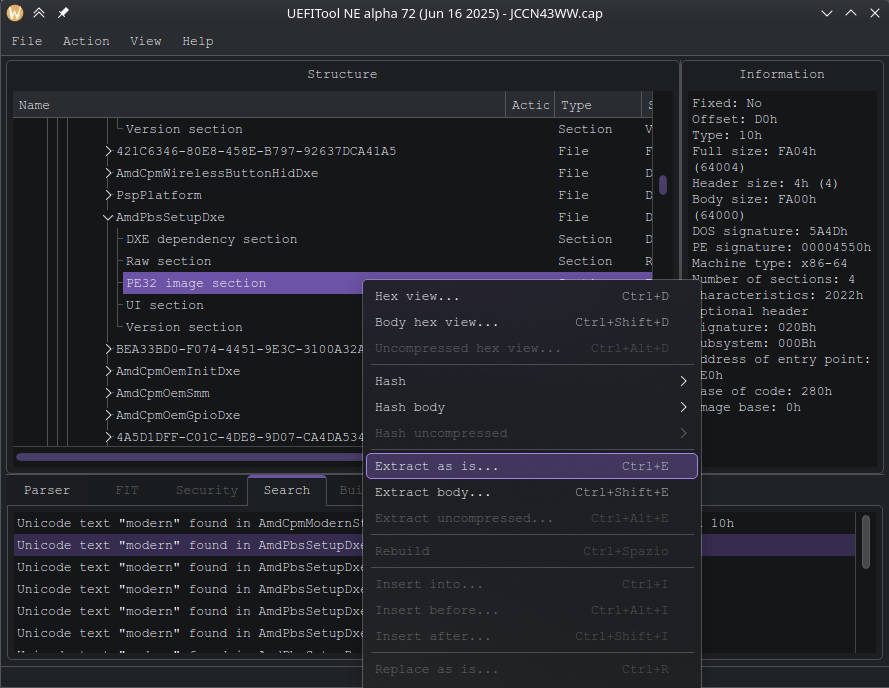 UEFITool NE alpha 72 (Jun 16 2025) - JCCN43WW.cap
File Action View Help
Structure
Name Actic Type S
Version section Section V
421C6346-80E8-458E-B797-92637DCA41A5 File F
AmdCpmWirelessButtonHidDxe File D
PspPlatform File D
AmdPbsSetupDxe File D
DXE dependency section Section D
Raw section Section R
PE32 image section
UI section
Version section
BEA33BD0-F074-4451-9E3C-3100A32A
AmdCpmOemInitDxe
AmdCpmOemSmm
AmdCpmOemGpioDxe
4A5D1DFF-C01C-4DE8-9D07-CA4DA534
Information
Fixed: No
Offset: D0h
Type: 10h
Full size: FA04h
(64004)
Header size: 4h (4)
Body size: FA00h
(64000)
DOS signature: 5A4Dh
PE signature: 00004550h
Machine type: x86-64
Number of sections: 4
haracteristics: 2022h
ptional header
ignature: 020Bh
ubsystem: 000Bh
ddress of entry point:
E0h
ase of code: 280h
mage base: 0h
Hex view... Ctrl+D
Body hex view... Ctrl+Shift+D
Uncompressed hex view... Ctrl+Alt+D
Hash
Hash body
Hash uncompressed
Extract as is... Ctrl+E
Extract body... Ctrl+Shift+E
Extract uncompressed... Ctrl+Alt+E
Rebuild Ctrl+Spazio
Insert into... Ctrl+I
Insert before... Ctrl+Alt+I
Insert after... Ctrl+Shift+I
Replace as is... Ctrl+R
Parser FIT Security Search Bui
Unicode text "modern" found in AmdCpmModernSt 10h
Unicode text "modern" found in AmdPbsSetupDxe
Unicode text "modern" found in AmdPbsSetupDxe
Unicode text "modern" found in AmdPbsSetupDxe
Unicode text "modern" found in AmdPbsSetupDxe
Unicode text "modern" found in AmdPbsSetupDxe